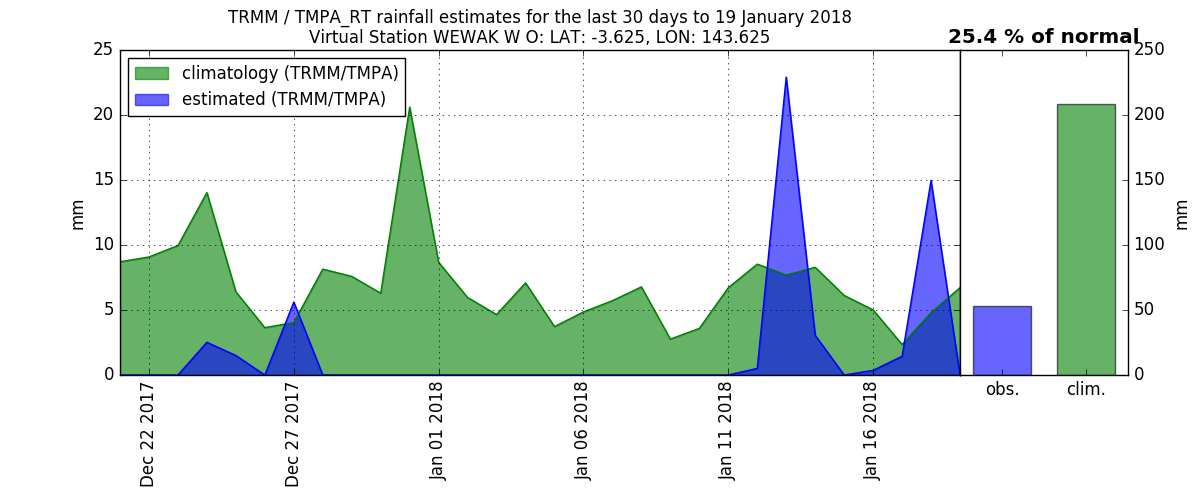 TRMM / TMPA_RT rainfall estimates for the last 30 days to 19 January 2018
Virtual Station WEWAK W O: LAT: -3.625, LON: 143.625
25.4 % of normal
climatology (TRMM/TMPA)
estimated (TRMM/TMPA)
25
20
15
10
5
0
mm
Dec 22 2017
Dec 27 2017
Jan 01 2018
Jan 06 2018
Jan 11 2018
Jan 16 2018
250
200
150
100
50
0
mm
obs.
clim.